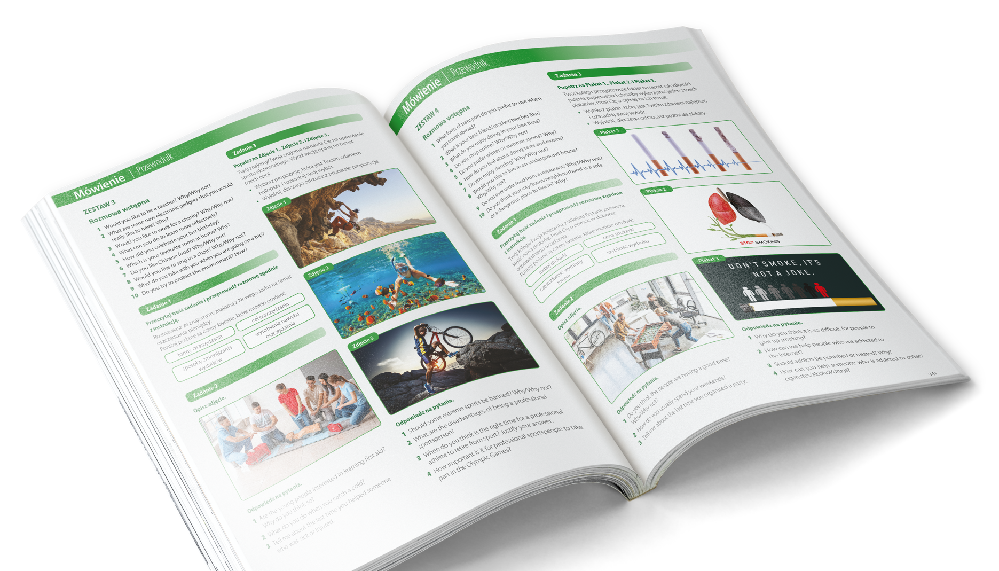 Mówienie | Przewodnik
ZESTAW 3
Rozmowa wstępna
1 Would you like to be a teacher? Why/Why not?
2 What are some new electronic gadgets that you would
really like to have? Why?
3 Would you like to work for a charity? Why/Why not?
4 What can you do to learn more effectively?
5 How did you celebrate your last birthday?
6 Which is your favourite room at home? Why?
7 Do you like Chinese food? Why/Why not?
8 Would you like to sing in a choir? Why/Why not?
9 What do you take with you when you are going on a trip?
10 Do you try to protect the environment? How?
Zadanie 1
Przeczytaj treść zadania i przeprowadź rozmowę zgodnie
z instrukcją.
Rozmawiasz ze znajomym/znajomą z Nowego Jorku na temat
oszczędzania pieniędzy.
Poniżej podane są cztery kwestie, które musicie omówić.
formy oszczędzania
cel oszczędzania
sposoby zmniejszania
wydatków
wyrobienie nawyku
oszczędzania
Zadanie 2
Opisz zdjęcie.
Odpowiedz na pytania.
1 Are the young people interested in learning first aid?
Why do you think so?
2 What do you do when you catch a cold?
3 Tell me about the last time you helped someone
who was sick or injured.
Zadanie 3
Popatrz na Zdjęcie 1., Zdjęcie 2. i Zdjęcie 3.
Twój znajomy/Twoja znajoma namawia Cię na uprawianie
sportu ekstremalnego. Wyraź swoją opinię na temat
trzech opcji.
• Wybierz propozycję, która jest Twoim zdaniem
najlepsza, i uzasadnij swój wybór.
• Wyjaśnij, dlaczego odrzucasz pozostałe propozycje.
Zdjęcie 1
Zdjęcie 2
Zdjęcie 3
Odpowiedz na pytania.
1 Should some extreme sports be banned? Why/Why not?
2 What are the disadvantages of being a professional
sportsperson?
3 When do you think is the right time for a professional
athlete to retire from sport? Justify your answer.
4 How important is it for professional sportspeople to take
part in the Olympic Games?
Mówienie | Przewodnik
ZESTAW 4
Rozmowa wstępna
1 What form of transport do you prefer to use when
you travel abroad?
2 What is your best friend/mother/teacher like?
3 What do you enjoy doing in your free time?
4 Do you shop online? Why/Why not?
5 Do you prefer winter or summer sports? Why?
6 How do you feel about doing tests and exams?
7 Do you enjoy dancing? Why/Why not?
8 Would you like to live in an underground house?
Why/Why not?
9 Do you ever order food from a restaurant? Why?/Why not?
10 Do you think your city/town/neighbourhood is a safe
or a dangerous place to live in? Why?
Zadanie 1
Przeczytaj treść zadania i przeprowadź rozmowę zgodnie
z instrukcją.
Twój kolega/Twoja koleżanka z Wielkiej Brytanii zamierza
kupić nową drukarkę. Prosi Cię o pomoc w doborze
odpowiedniego urządzenia.
Poniżej podane są cztery kwestie, które musicie omówić.
rodzaj drukarki
cena drukarki
częstotliwość wymiany
tonera
szybkość wydruku
Zadanie 2
Opisz zdjęcie.
Odpowiedz na pytania.
1 Do you think the people are having a good time?
Why/Why not?
2 How do you usually spend your weekends?
3 Tell me about the last time you organised a party.
Zadanie 3
Popatrz na Plakat 1., Plakat 2. i Plakat 3.
Twój kolega przygotowuje folder na temat szkodliwości
palenia papierosów i chciałby wykorzystać jeden z trzech
plakatów. Prosi Cię o opinię na ich temat.
• Wybierz plakat, który jest Twoim zdaniem najlepszy,
i uzasadnij swój wybór.
• Wyjaśnij, dlaczego odrzucasz pozostałe plakaty.
Plakat 1
Plakat 2
STOP SMOKING
Plakat 3
DON'T SMOKE, IT'S
NOT A JOKE.
Odpowiedz na pytania.
1 Why do you think it is so difficult for people to
give up smoking?
2 How can we help people who are addicted to
the internet?
3 Should addicts be punished or treated? Why?
4 How can you help someone who is addicted to coffee/
cigarettes/alcohol/drugs?
341